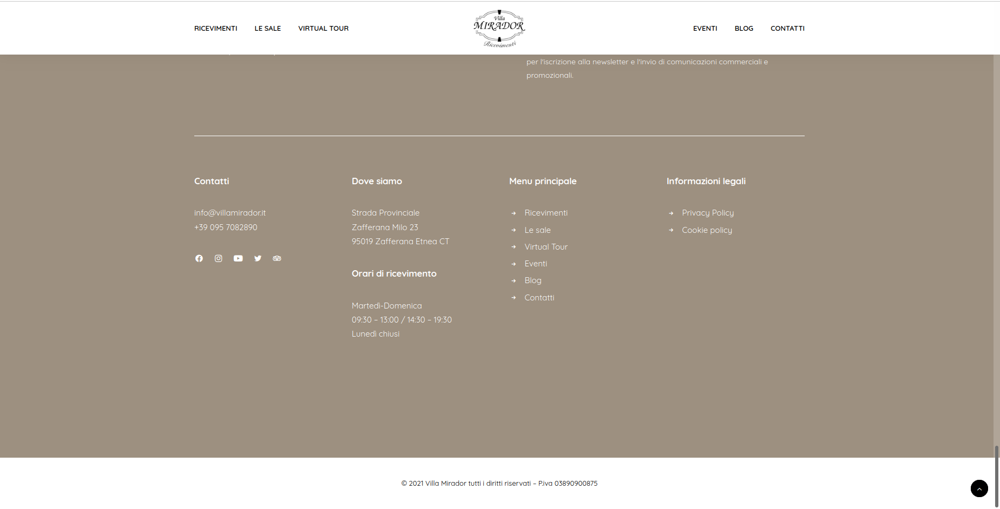 RICEVIMENTI LE SALE VIRTUAL TOUR
Villa
MIRADOR
Ricevimenti
EVENTI BLOG CONTATTI
per l'iscrizione alla newsletter e l'invio di comunicazioni commerciali e
promozionali.
Contatti
info@villamirador.it
+39 095 7082890
Dove siamo
Strada Provinciale
Zafferana Milo 23
95019 Zafferana Etnea CT
Orari di ricevimento
Martedì-Domenica
09:30 – 13:00 / 14:30 – 19:30
Lunedì chiusi
Menu principale
Ricevimenti
Le sale
Virtual Tour
Eventi
Blog
Contatti
Informazioni legali
Privacy Policy
Cookie policy
© 2021 Villa Mirador tutti i diritti riservati – P.iva 03890900875